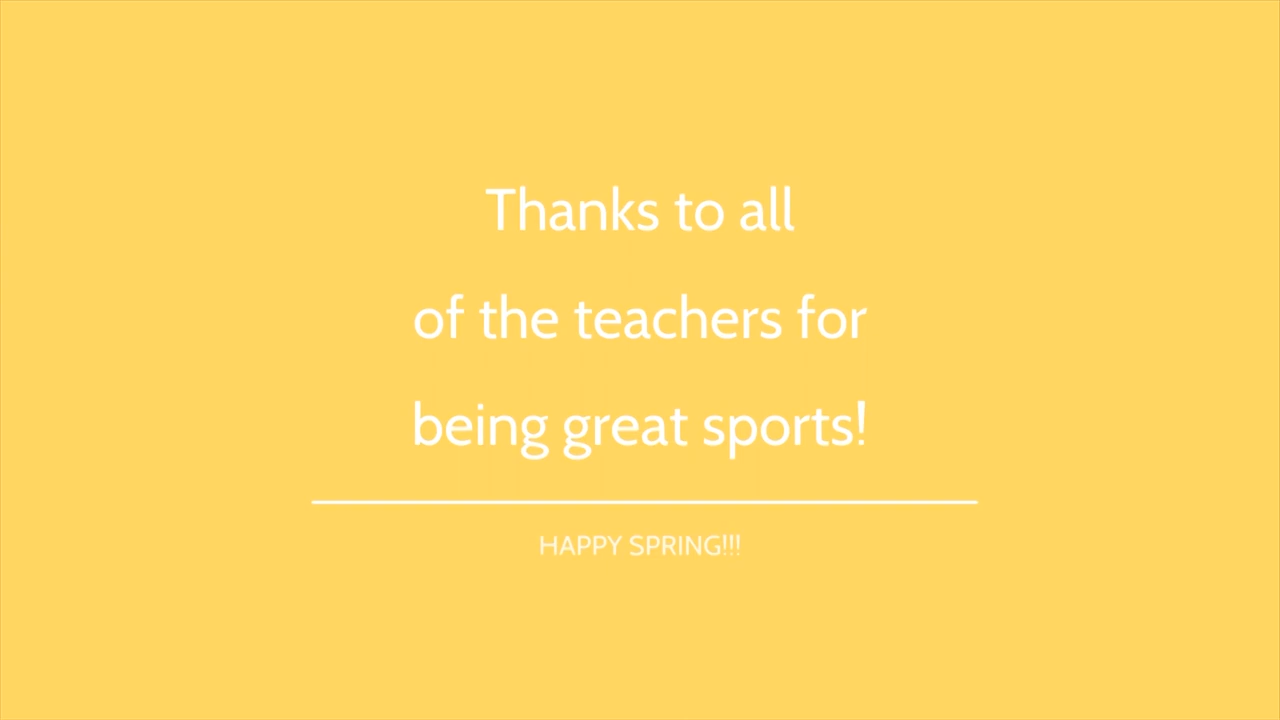 Thanks to all
of the teachers for
being great sports!
HAPPY SPRING!!!